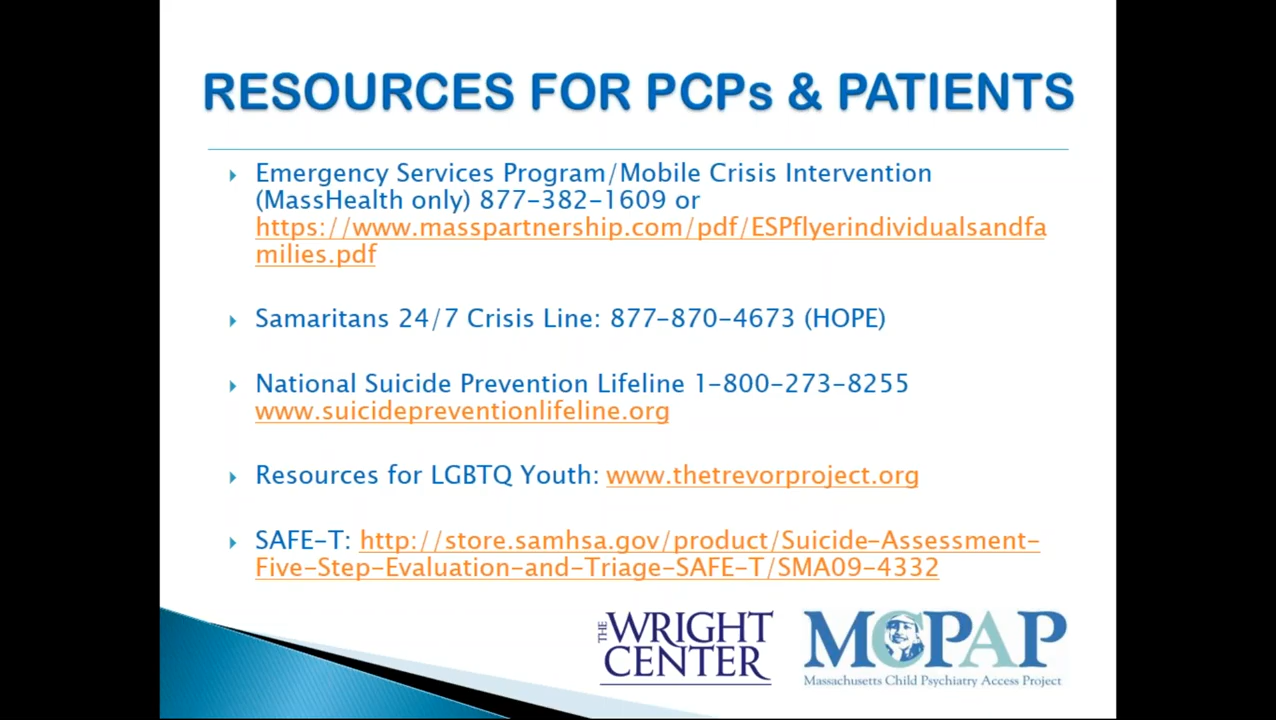 RESOURCES FOR PCPs & PATIENTS
Emergency Services Program/Mobile Crisis Intervention
(MassHealth only) 877-382-1609 or
https://www.masspartnership.com/pdf/ESPflyerindividualsandfa
milies.pdf
Samaritans 24/7 Crisis Line: 877-870-4673 (HOPE)
National Suicide Prevention Lifeline 1-800-273-8255
www.suicidepreventionlifeline.org
Resources for LGBTQ Youth: www.thetrevorproject.org
SAFE-T: http://store.samhsa.gov/product/Suicide-Assessment-
Five-Step-Evaluation-and-Triage-SAFE-T/SMA09-4332
THE WRIGHT
CENTER
MCPAP
Massachusetts Child Psychiatry Access Project